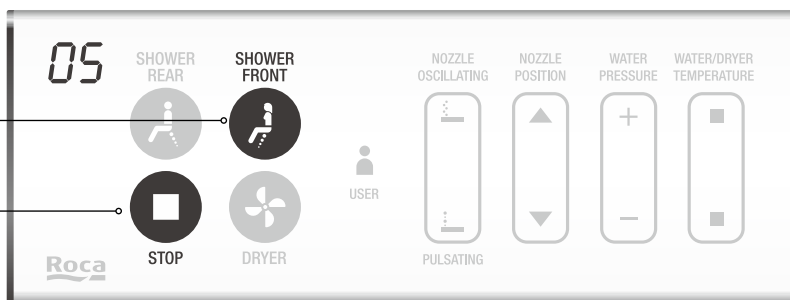 05
SHOWER
REAR
SHOWER
FRONT
NOZZLE
OSCILLATING
NOZZLE
POSITION
WATER
PRESSURE
WATER/DRYER
TEMPERATURE
USER
STOP
DRYER
PULSATING
Roca